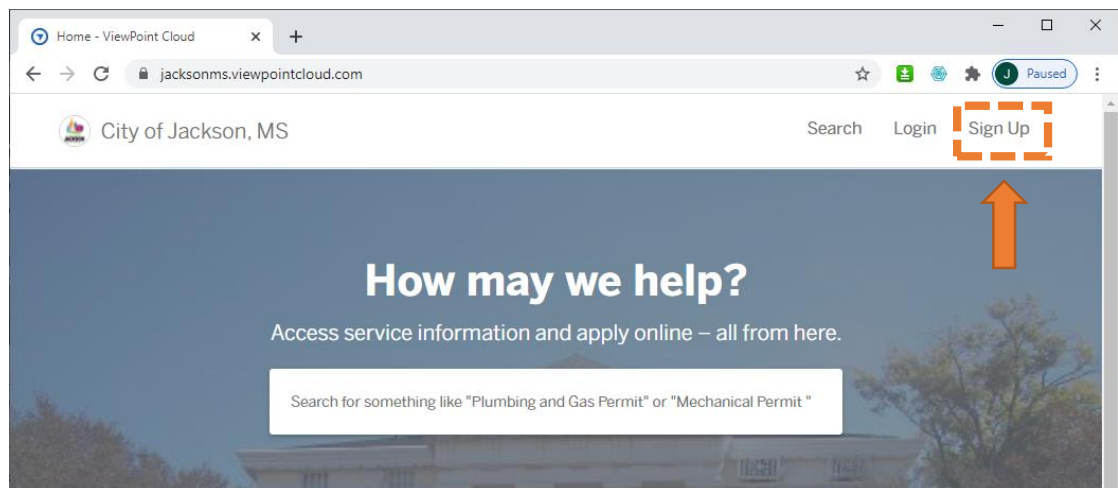 Home - ViewPoint Cloud
jacksonms.viewpointcloud.com
J Paused
City of Jackson, MS
Search Login Sign Up
How may we help?
Access service information and apply online – all from here.
Search for something like "Plumbing and Gas Permit" or "Mechanical Permit "